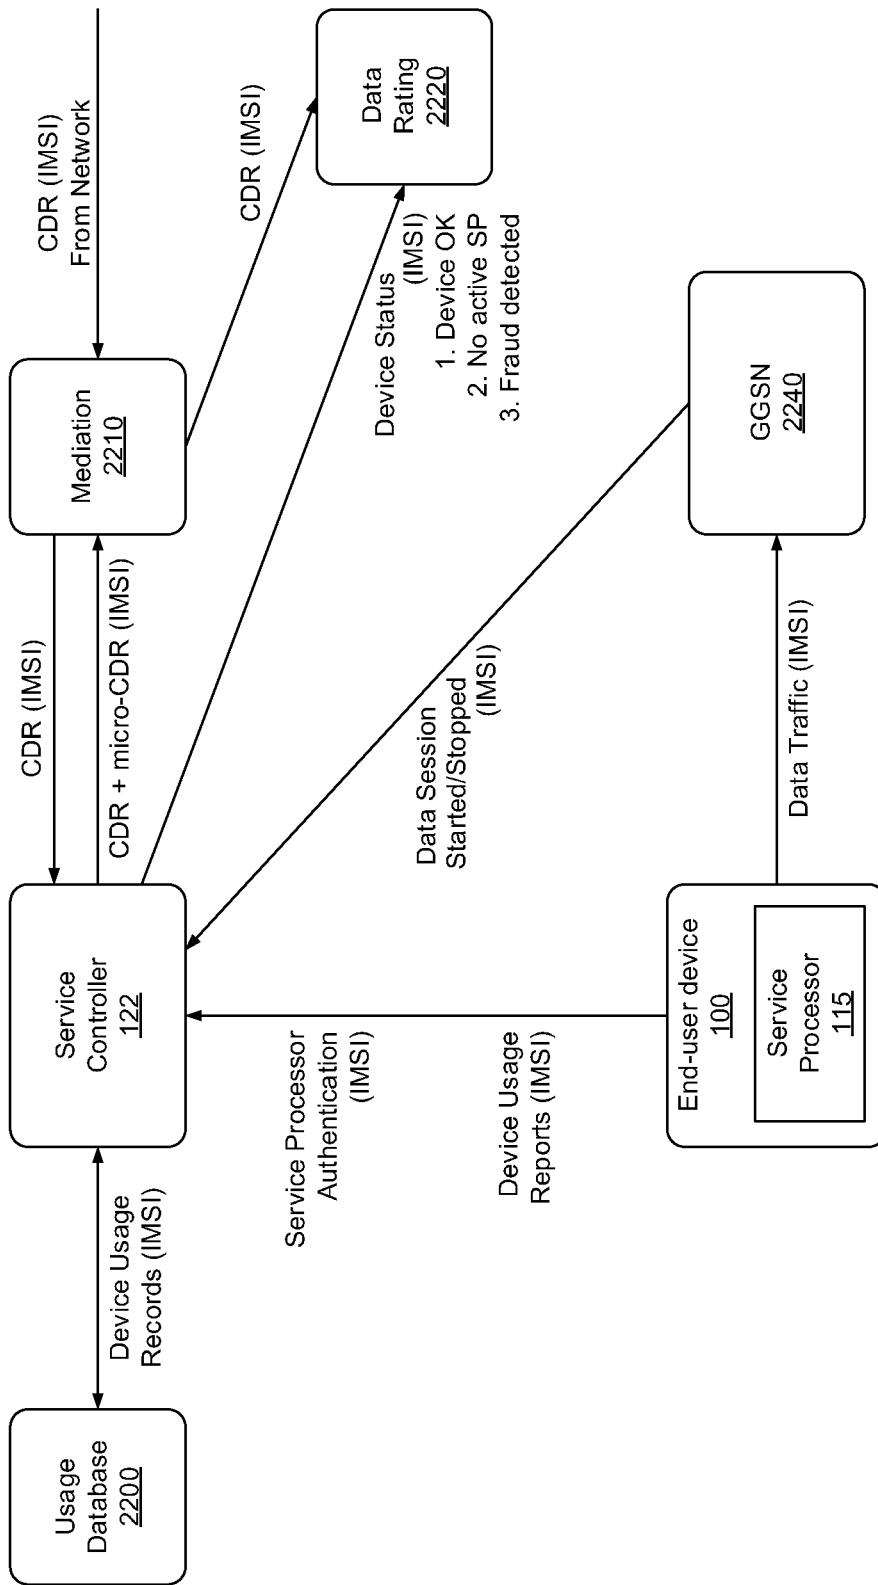 Usage
Database
2200
Device Usage
Records (IMSI)
Service
Controller
122
CDR (IMSI)
CDR + micro-CDR (IMSI)
Mediation
2210
CDR (IMSI)
From Network
CDR (IMSI)
Data
Rating
2220
Device Status
(IMSI)
1. Device OK
2. No active SP
3. Fraud detected
Service Processor
Authentication
(IMSI)
Device Usage
Reports (IMSI)
Data Session
Started/Stopped
(IMSI)
End-user device
100
Service
Processor
115
Data Traffic (IMSI)
GGSN
2240